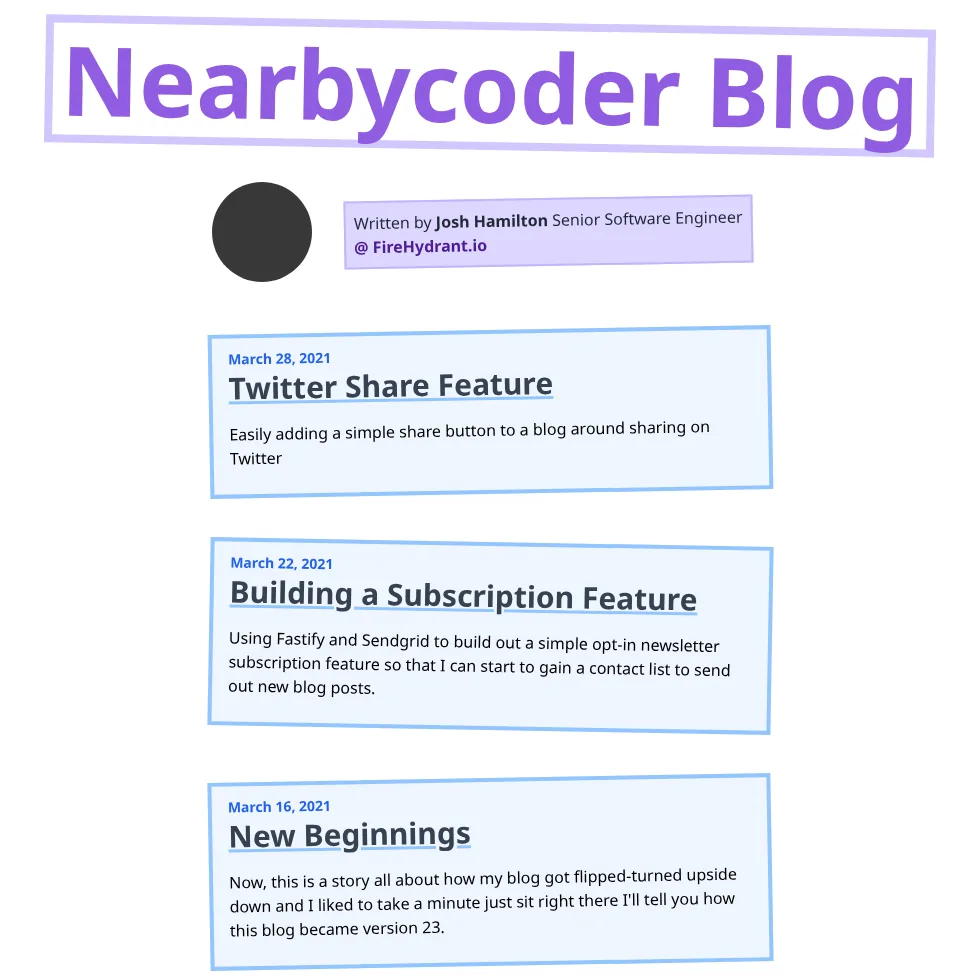 Nearbycoder Blog
Written by Josh Hamilton Senior Software Engineer
@ FireHydrant.io
March 28, 2021
Twitter Share Feature
Easily adding a simple share button to a blog around sharing on
Twitter
March 22, 2021
Building a Subscription Feature
Using Fastify and Sendgrid to build out a simple opt-in newsletter
subscription feature so that I can start to gain a contact list to send
out new blog posts.
March 16, 2021
New Beginnings
Now, this is a story all about how my blog got flipped-turned upside
down and I liked to take a minute just sit right there I'll tell you how
this blog became version 23.